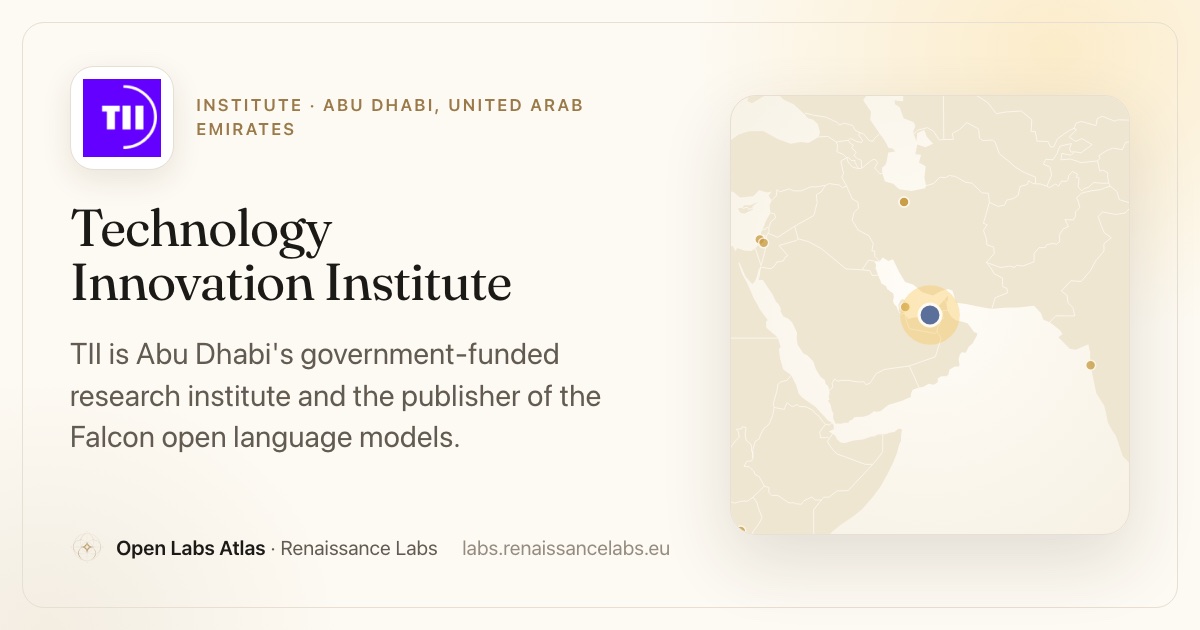 TII
INSTITUTE · ABU DHABI, UNITED ARAB
EMIRATES
Technology
Innovation Institute
TII is Abu Dhabi's government-funded
research institute and the publisher of the
Falcon open language models.
Open Labs Atlas · Renaissance Labs labs.renaissancelabs.eu